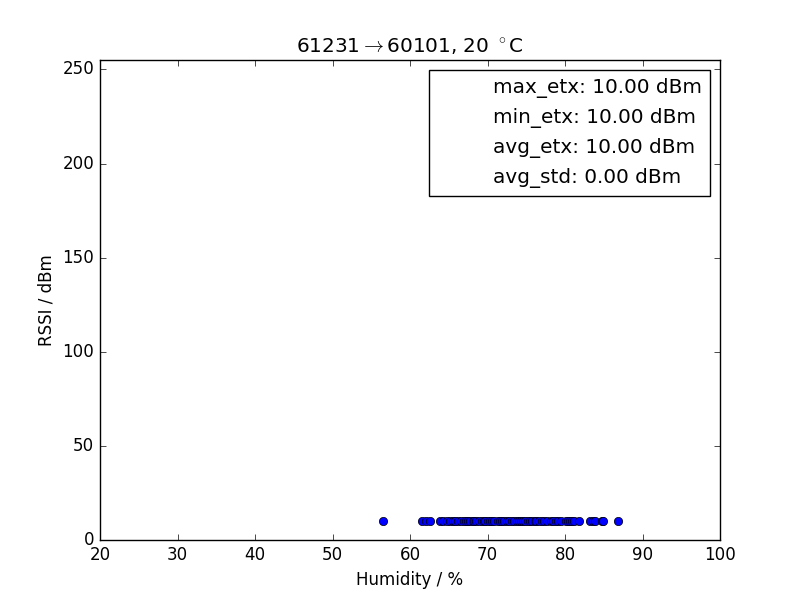 61231→60101, 20 °C
max_etx: 10.00 dBm
min_etx: 10.00 dBm
avg_etx: 10.00 dBm
avg_std: 0.00 dBm
250
200
150
100
50
0
RSSI / dBm
20 30 40 50 60 70 80 90 100
Humidity / %